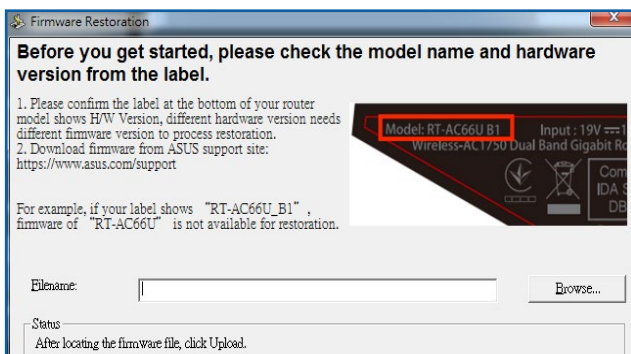 Firmware Restoration
Before you get started, please check the model name and hardware
version from the label.
1. Please confirm the label at the bottom of your router
model shows H/W Version, different hardware version needs
different firmware version to process restoration.
2. Download firmware from ASUS support site:
https://www.asus.com/support
For example, if your label shows “RT-AC66U_B1”,
firmware of “RT-AC66U” is not available for restoration.
Model: RT-AC66U B1 Input : 19V
Wireless-AC1750 Dual Band Gigabit
Com
IDA S
DB
Filename:
Browse...
Status
After locating the firmware file, click Upload.